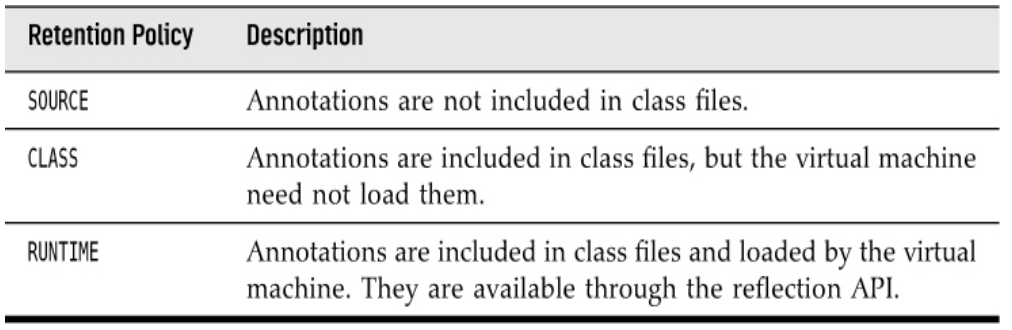 Retention Policy Description
SOURCE Annotations are not included in class files.
CLASS Annotations are included in class files, but the virtual machine
need not load them.
RUNTIME Annotations are included in class files and loaded by the virtual
machine. They are available through the reflection API.